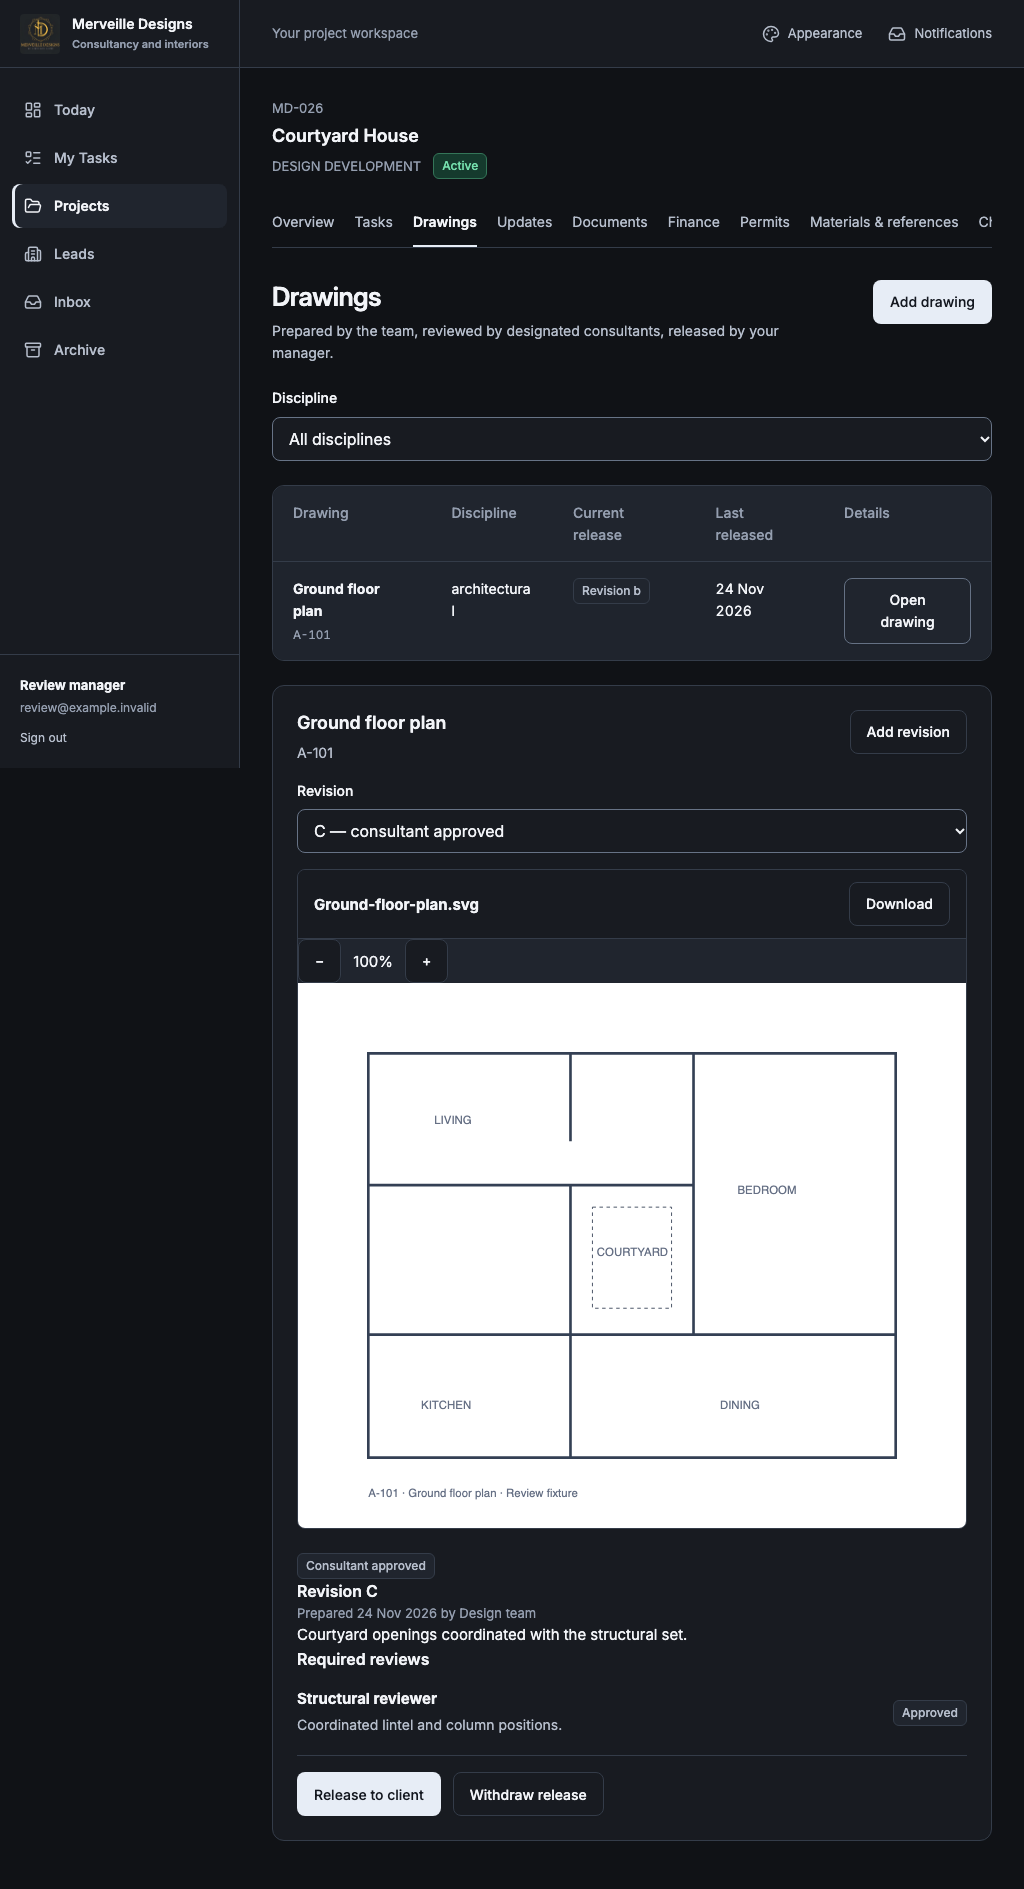 Merveille Designs
Consultancy and interiors
Your project workspace
Appearance
Notifications
Today
My Tasks
Projects
Leads
Inbox
Archive
Review manager
review@example.invalid
Sign out
MD-026
Courtyard House
DESIGN DEVELOPMENT
Active
Overview
Tasks
Drawings
Updates
Documents
Finance
Permits
Materials & references
Drawings
Add drawing
Prepared by the team, reviewed by designated consultants, released by your
manager.
Discipline
All disciplines
Drawing
Discipline
Current
release
Last
released
Details
Ground floor
plan
A-101
architectura
l
Revision b
24 Nov
2026
Open
drawing
Ground floor plan
A-101
Add revision
Revision
C — consultant approved
Ground-floor-plan.svg
Download
−
100%
+
LIVING
BEDROOM
COURTYARD
KITCHEN
DINING
A-101 · Ground floor plan · Review fixture
Consultant approved
Revision C
Prepared 24 Nov 2026 by Design team
Courtyard openings coordinated with the structural set.
Required reviews
Structural reviewer
Coordinated lintel and column positions.
Approved
Release to client
Withdraw release